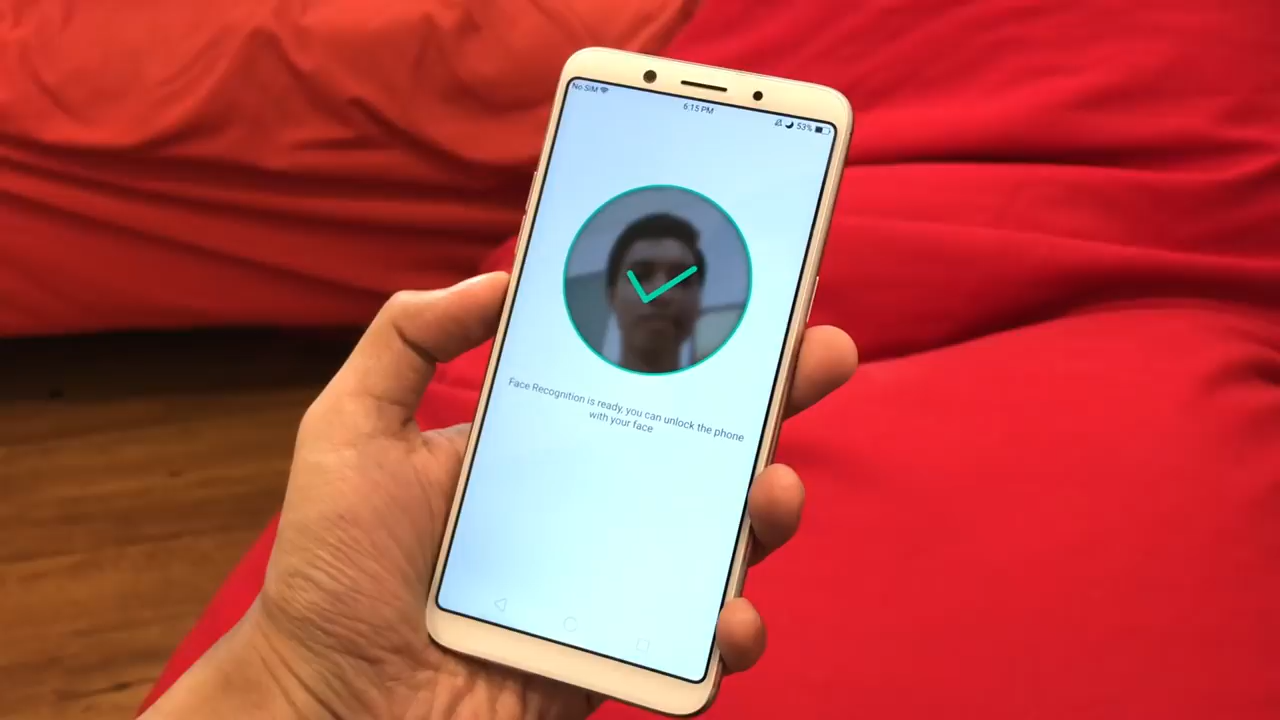 No SIM
6:15 PM
53%
Face Recognition is ready, you can unlock the phone
with your face